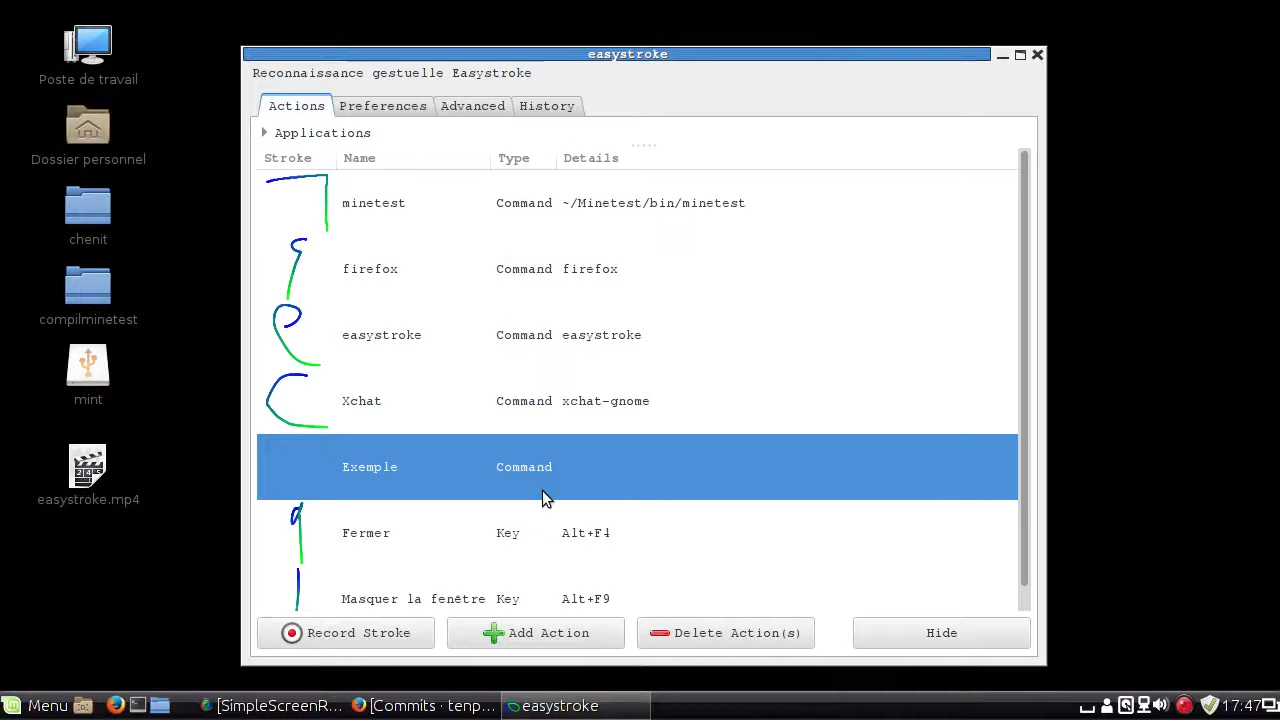 easystroke
Reconnaissance gestuelle Easystroke
Actions Preferences Advanced History
Applications
Stroke Name Type Details
minetest Command ~/Minetest/bin/minetest
firefox Command firefox
easystroke Command easystroke
Xchat Command xchat-gnome
Exemple Command
Fermer Key Alt+F4
Masquer la fenêtre Key Alt+F9
Record Stroke Add Action Delete Action(s) Hide
Poste de travail
Dossier personnel
chenit
compilminetest
mint
easystroke.mp4
Menu [SimpleScreenR... [Commits · tenp... easystroke 17:47